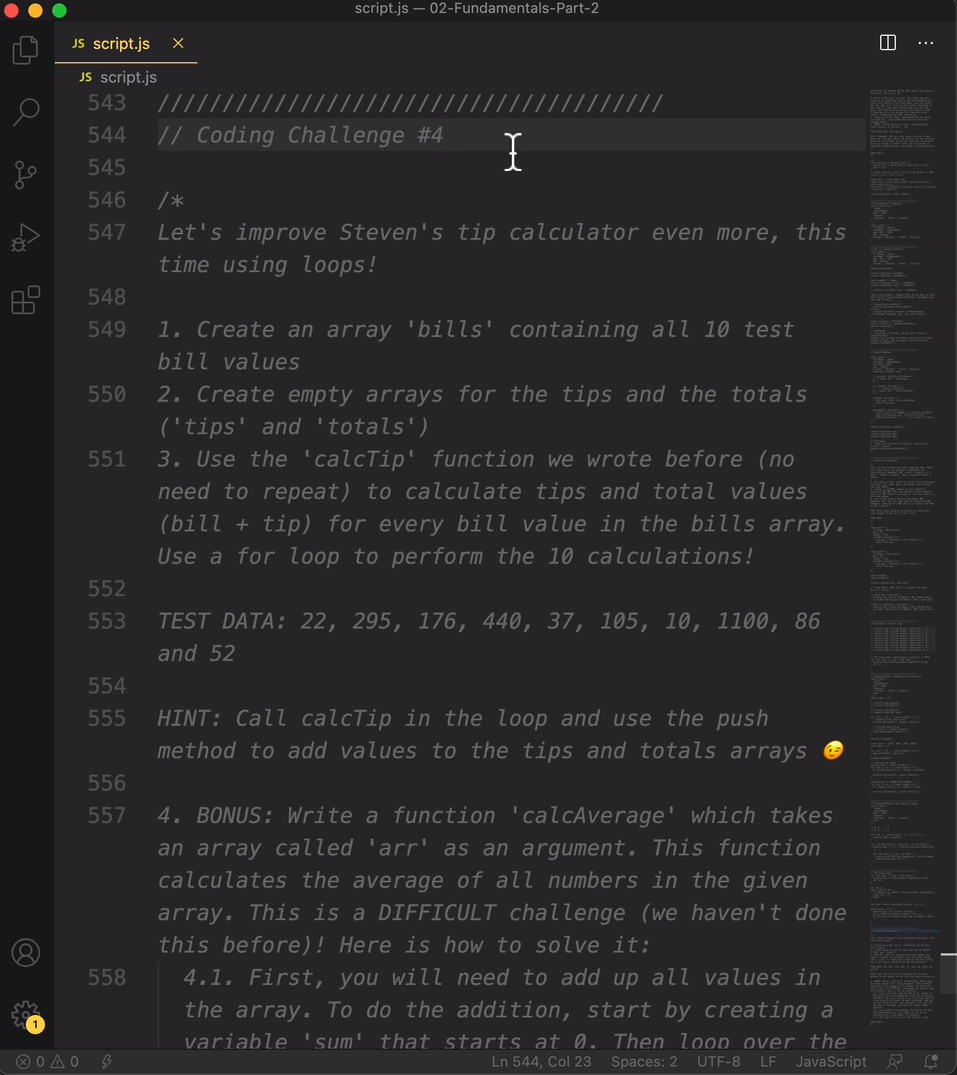 script.js — 02-Fundamentals-Part-2
JS script.js
JS script.js
543 ///////////////////////////////////////
544 // Coding Challenge #4
545
546 /*
547 Let's improve Steven's tip calculator even more, this
time using loops!
548
549 1. Create an array 'bills' containing all 10 test
bill values
550 2. Create empty arrays for the tips and the totals
('tips' and 'totals')
551 3. Use the 'calcTip' function we wrote before (no
need to repeat) to calculate tips and total values
(bill + tip) for every bill value in the bills array.
Use a for loop to perform the 10 calculations!
552
553 TEST DATA: 22, 295, 176, 440, 37, 105, 10, 1100, 86
and 52
554
555 HINT: Call calcTip in the loop and use the push
method to add values to the tips and totals arrays 😉
556
557 4. BONUS: Write a function 'calcAverage' which takes
an array called 'arr' as an argument. This function
calculates the average of all numbers in the given
array. This is a DIFFICULT challenge (we haven't done
this before)! Here is how to solve it:
558 4.1. First, you will need to add up all values in
the array. To do the addition, start by creating a
variable 'sum' that starts at 0. Then loop over the
1
0 0 Ln 544, Col 23 Spaces: 2 UTF-8 LF JavaScript